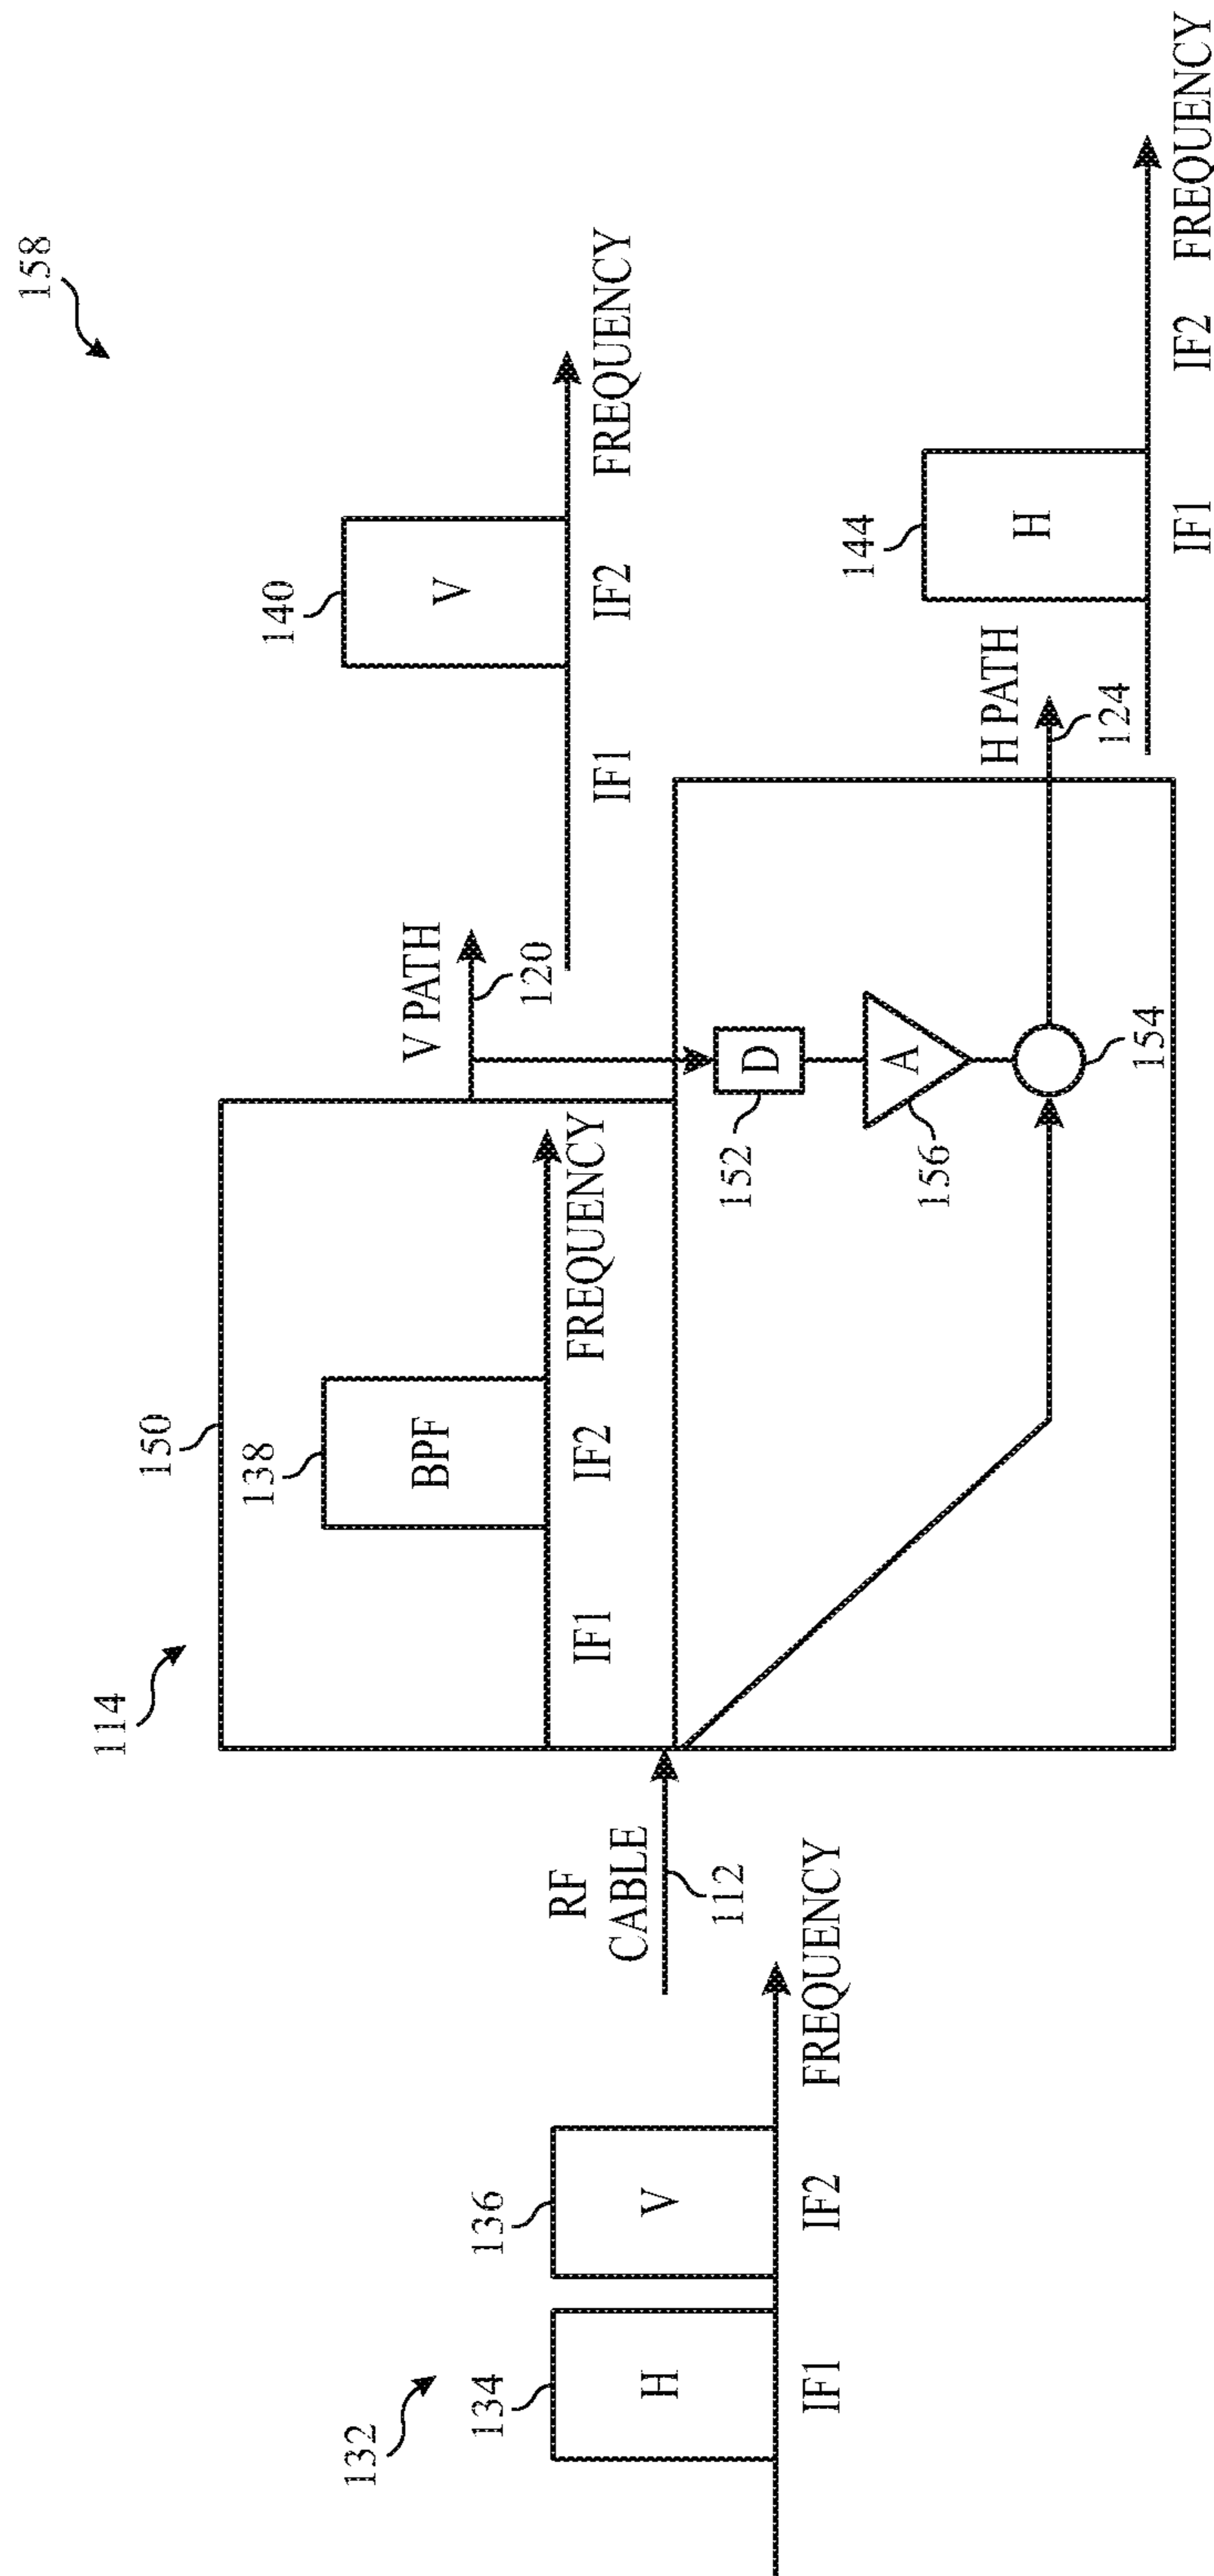 158
114
150
138
BPF
IF1
IF2
FREQUENCY
V PATH
120
140
V
IF1
IF2
FREQUENCY
132
134
H
136
V
IF1
IF2
FREQUENCY
RF
CABLE
112
D
152
A
156
154
H PATH
124
144
H
IF1
IF2
FREQUENCY